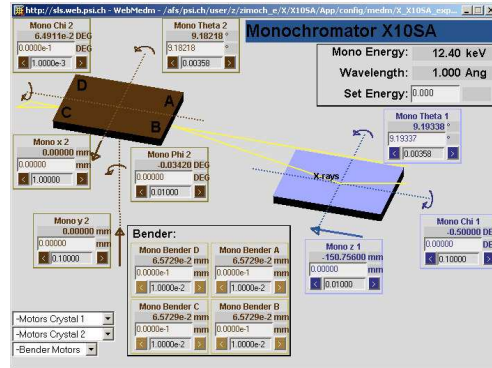 http://sls.web.psi.ch - WebMedm - /afs/psi.ch/user/z/zimoch_e/X/X10SA/App/config/medm/X_X10SA_exp...
Monochromator X10SA
Mono Chi 2
6.4911e-2 DEG
0.0000e-1 DEG
1.0000e-3
Mono Theta 2
9.18218 °
9.18218 °
0.00358
Mono Energy: 12.40 keV
Wavelength: 1.000 Ang
Set Energy: 0.000
D
A
C
B
Mono Theta 1
9.19338 °
9.19337 °
0.00358
Mono x 2
0.00000 mm
0.00000 mm
1.00000
Mono Phi 2
-0.03420 DEG
0.00000 DEG
0.01000
X-rays
Mono y 2
0.00000 mm
0.00000 mm
0.10000
Bender:
Mono Bender D
6.5729e-2 mm
0.0000e-1 mm
1.0000e-2
Mono Bender A
6.5729e-2 mm
0.0000e-1 mm
1.0000e-2
Mono Bender C
6.5729e-2 mm
0.0000e-1 mm
1.0000e-2
Mono Bender B
6.5729e-2 mm
0.0000e-1 mm
1.0000e-2
Mono z 1
-150.75600 mm
0.00000 mm
0.01000
Mono Chi 1
-0.50000 DE
0.00000 DE
0.10000
-Motors Crystal 1
-Motors Crystal 2
-Bender Motors